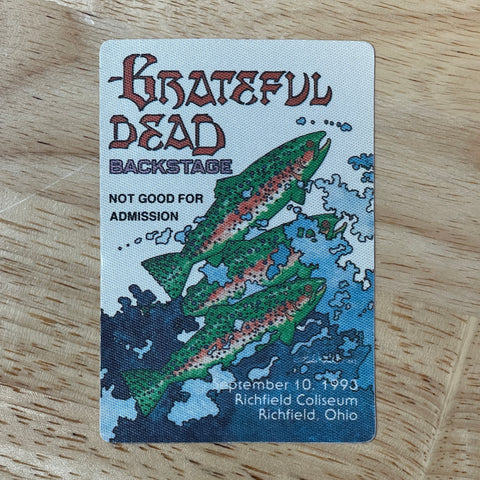 GRATEFUL
DEAD
BACKSTAGE
NOT GOOD FOR
ADMISSION
September 10, 1993
Richfield Coliseum
Richfield, Ohio